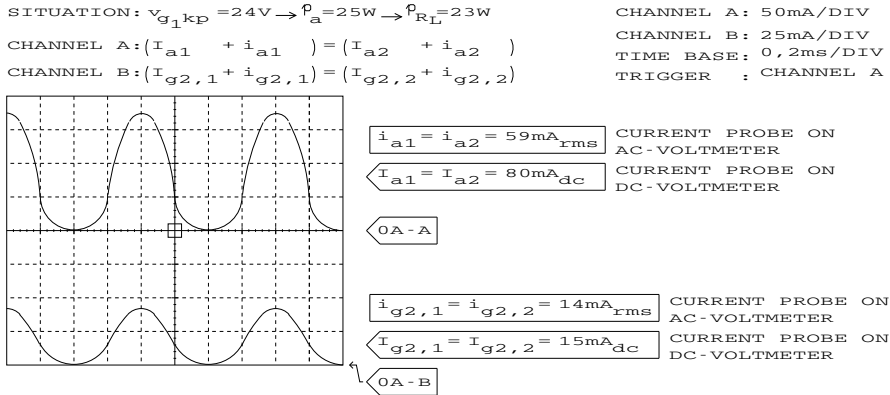 SITUATION: vg1kp =24V → pa=25W → pRL=23W
CHANNEL A:(Ia1 + ia1 )=(Ia2 + ia2 )
CHANNEL B:(Ig2,1+ ig2,1)=(Ig2,2+ ig2,2)
CHANNEL A: 50mA/DIV
CHANNEL B: 25mA/DIV
TIME BASE: 0,2ms/DIV
TRIGGER : CHANNEL A
ia1= ia2= 59mArms
CURRENT PROBE ON
AC-VOLTMETER
Ia1= Ia2= 80mAdc
CURRENT PROBE ON
DC-VOLTMETER
0A-A
ig2,1= ig2,2= 14mArms
CURRENT PROBE ON
AC-VOLTMETER
Ig2,1= Ig2,2= 15mAdc
CURRENT PROBE ON
DC-VOLTMETER
0A-B